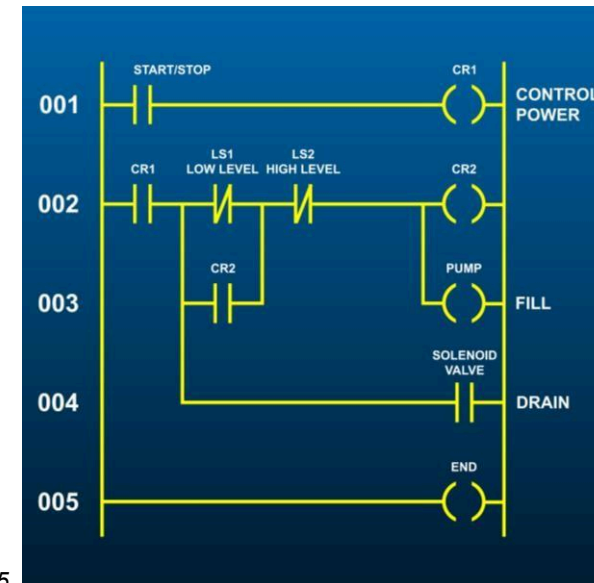 START/STOP
CR1
001
CONTROL
POWER
LS1
LS2
CR1
LOW LEVEL
HIGH LEVEL
CR2
002
CR2
PUMP
003
FILL
SOLENOID
VALVE
004
DRAIN
END
005
5